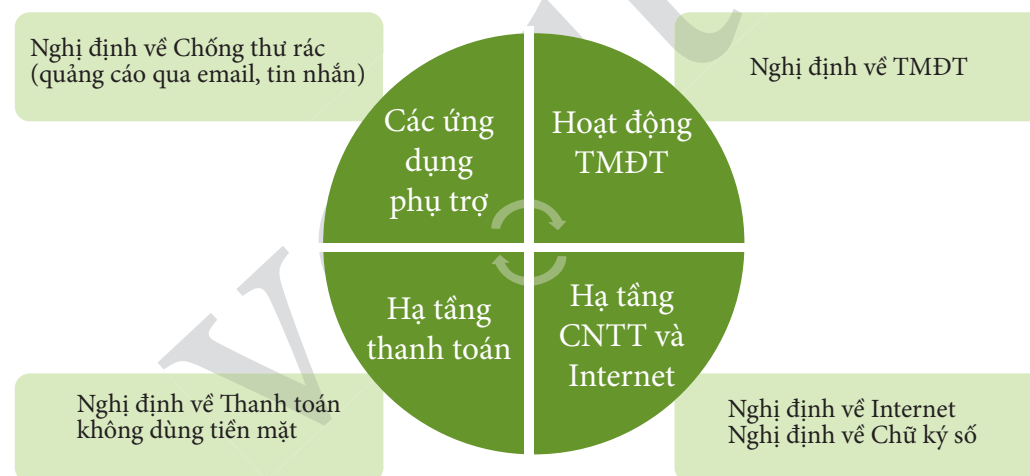 Nghị định về Chống thư rác
(quảng cáo qua email, tin nhắn)
Nghị định về TMĐT
Các ứng
dụng
phụ trợ
Hoạt động
TMĐT
Hạ tầng
thanh toán
Hạ tầng
CNTT và
Internet
Nghị định về Thanh toán
không dùng tiền mặt
Nghị định về Internet
Nghị định về Chữ ký số